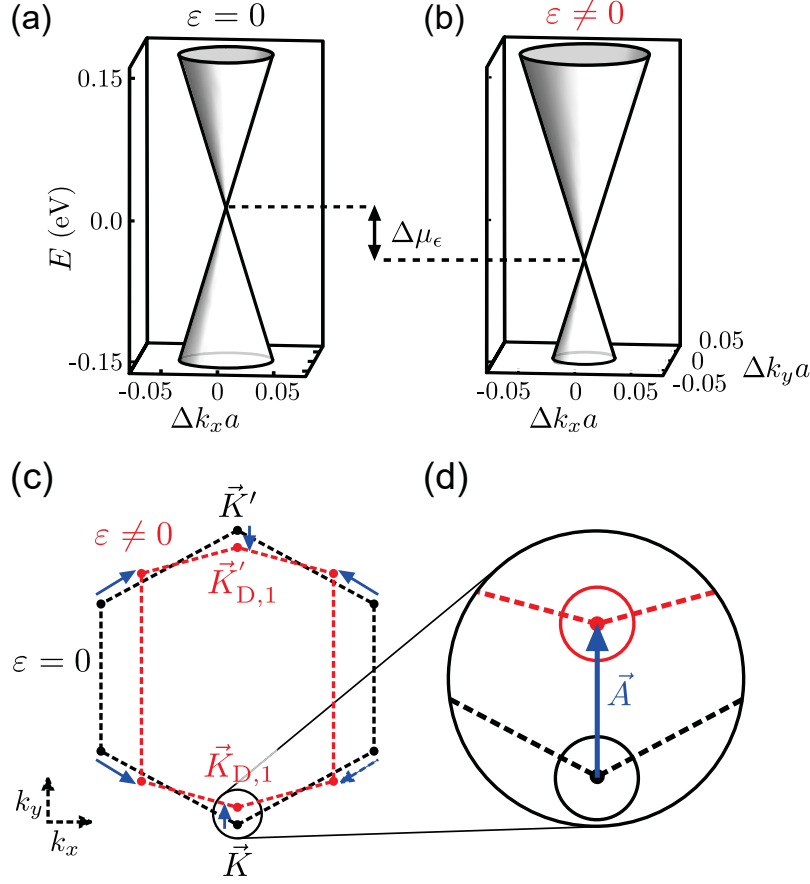 (a)
ε = 0
(b)
ε ≠ 0
0.15
0.0
-0.15
E (eV)
Δμ_ϵ
-0.05
0
0.05
Δk_x a
-0.05
0
0.05
Δk_x a
0.05
0
-0.05
Δk_y a
(c)
(d)
K⃗′
ε ≠ 0
K⃗′_D,1
ε = 0
K⃗_D,1
A⃗
k_y
k_x
K⃗